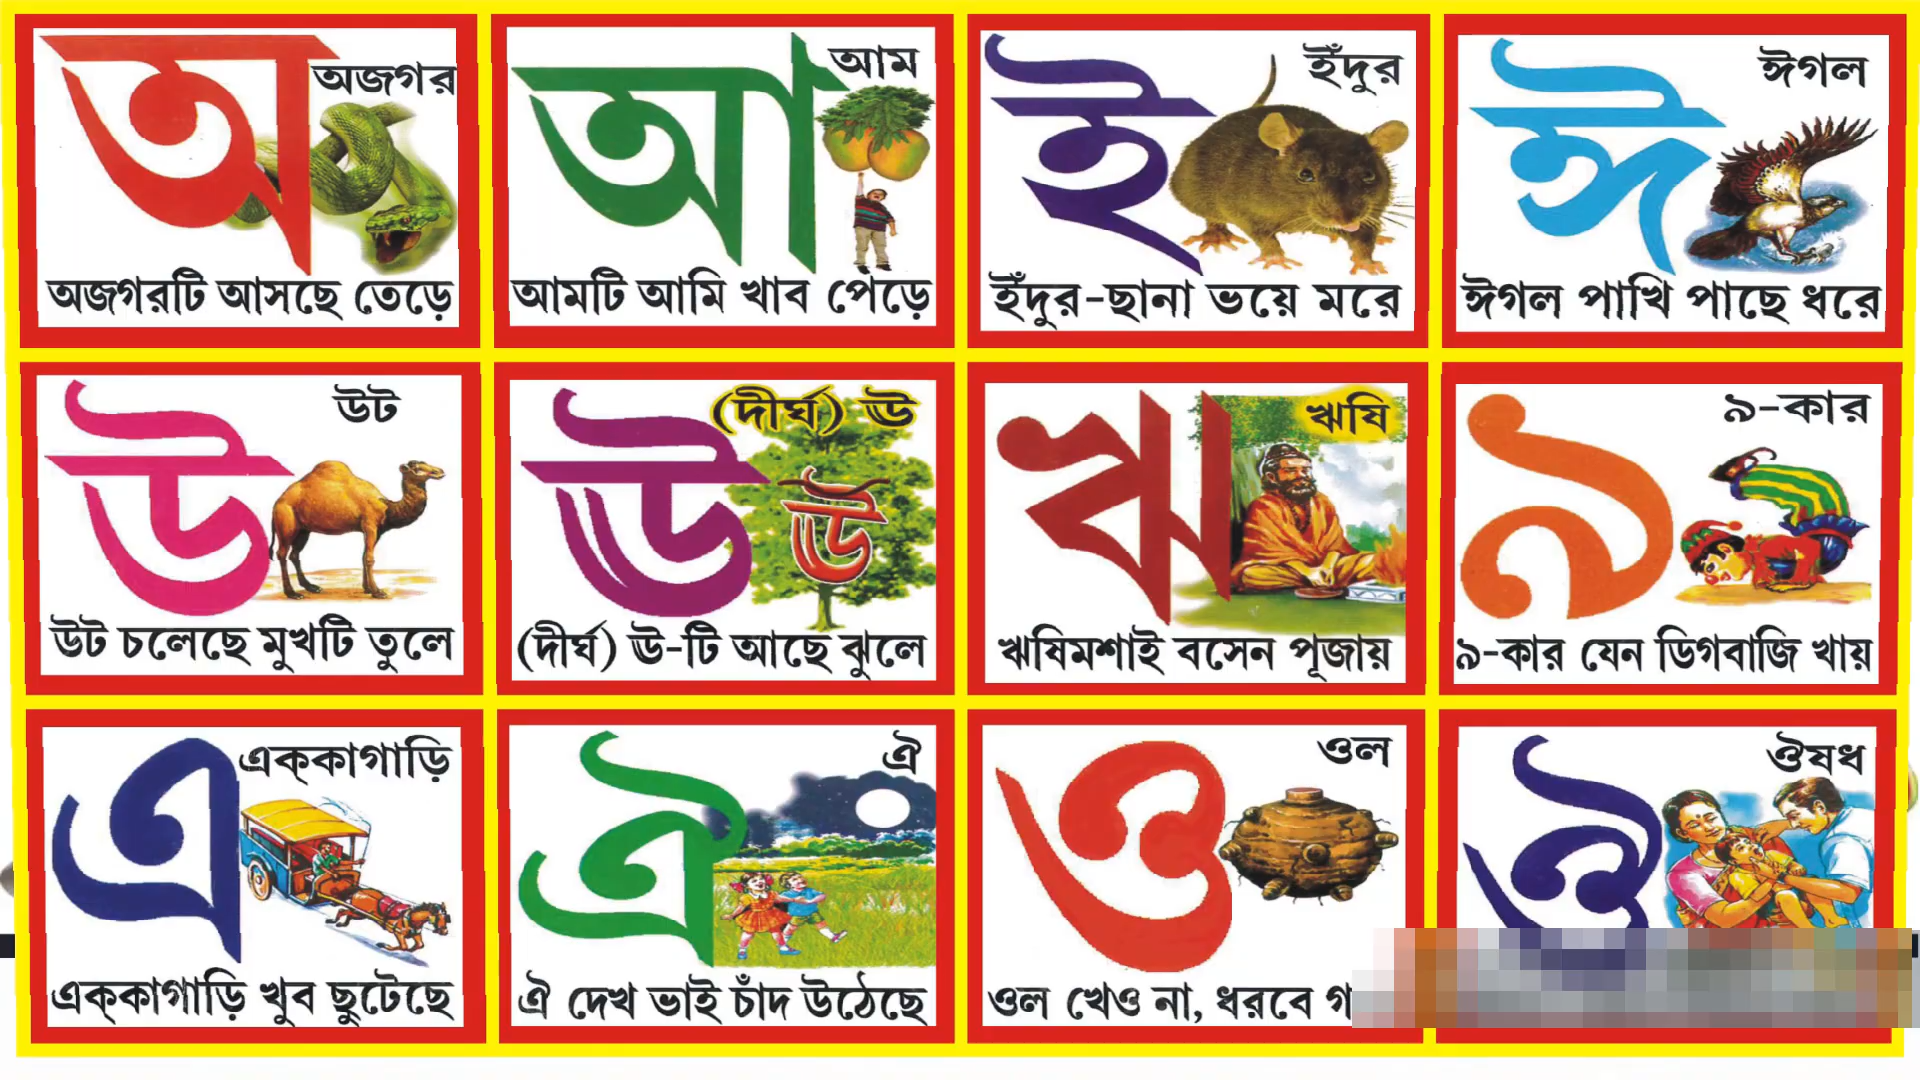 অ
অজগর
অজগরটি আসছে তেড়ে
আ
আম
আমটি আমি খাব পেড়ে
ই
ইঁদুর
ইঁদুর-ছানা ভয়ে মরে
ঈ
ঈগল
ঈগল পাখি পাছে ধরে
উ
উট
উট চলেছে মুখটি তুলে
ঊ
(দীর্ঘ) ঊ
ঊ
(দীর্ঘ) ঊ-টি আছে ঝুলে
ঋ
ঋষি
ঋষিমশাই বসেন পূজায়
৯
৯-কার
৯-কার যেন ডিগবাজি খায়
এ
এক্কাগাড়ি
এক্কাগাড়ি খুব ছুটেছে
ঐ
ঐ
ঐ দেখ ভাই চাঁদ উঠেছে
ও
ওল
ওল খেও না, ধরবে
ঔ
ঔষধ